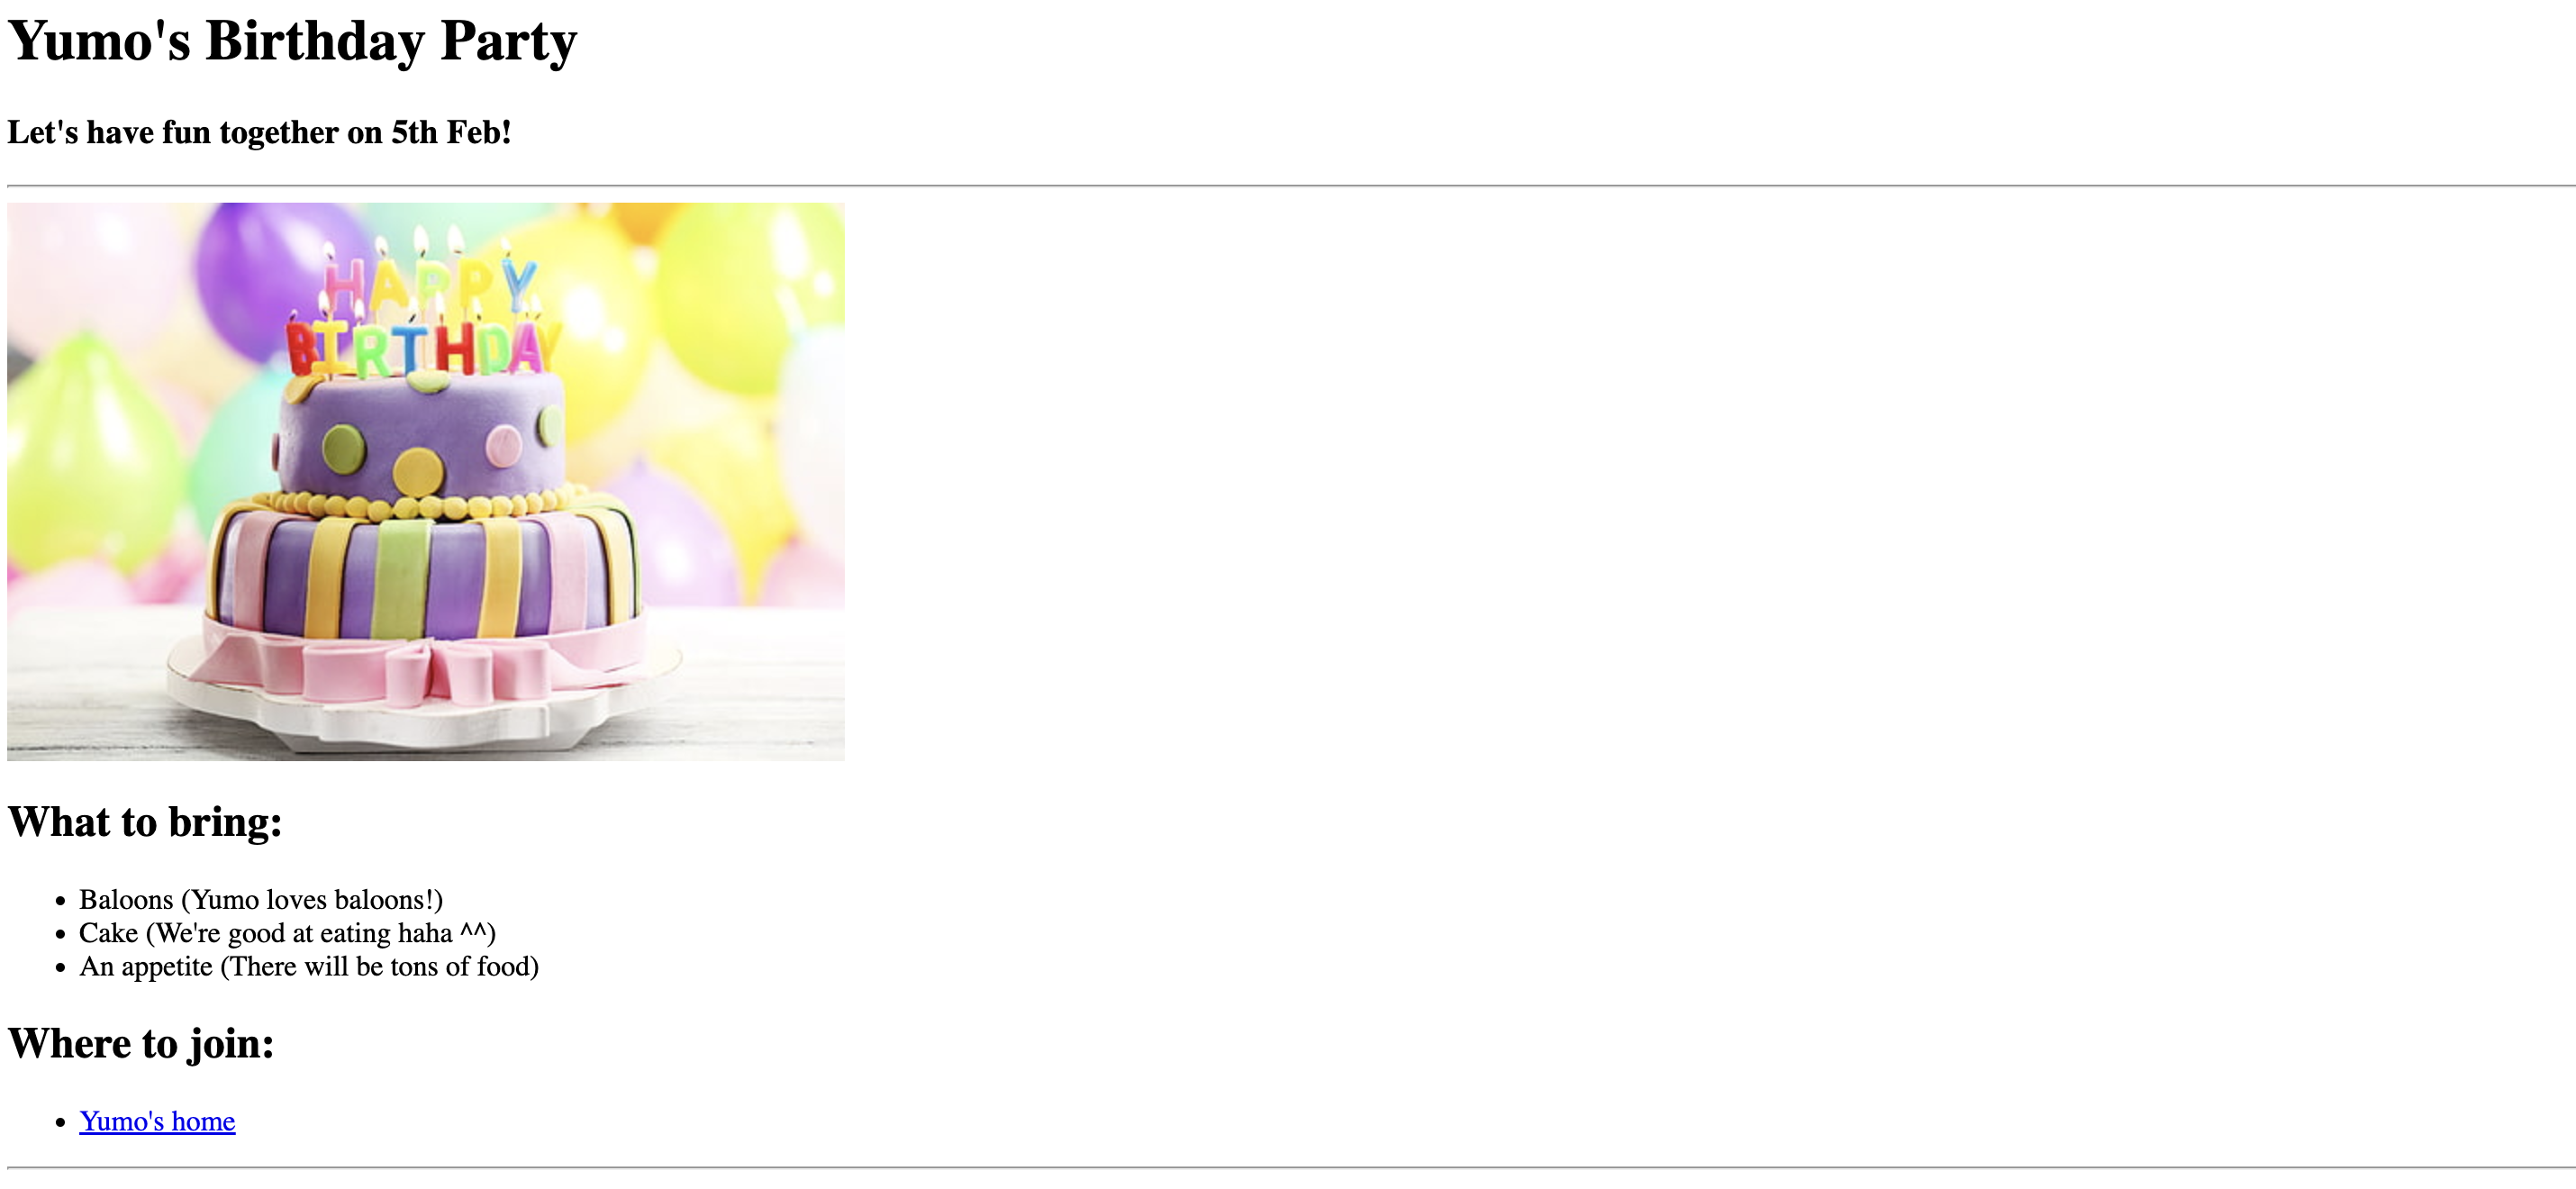 Yumo's Birthday Party
Let's have fun together on 5th Feb!
HAPPY
BIRTHDAY
What to bring:
Baloons (Yumo loves baloons!)
Cake (We're good at eating haha ^^)
An appetite (There will be tons of food)
Where to join:
Yumo's home